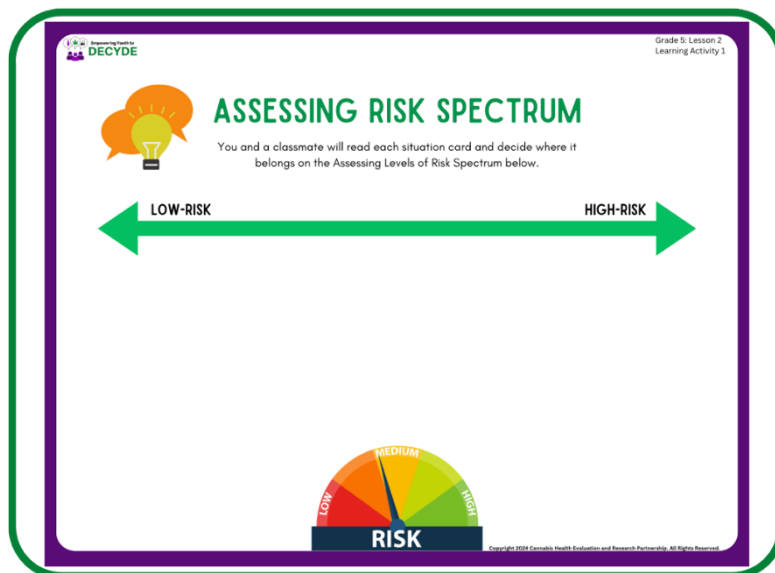 Empowering Youth to
DECYDE
Grade 5: Lesson 2
Learning Activity 1
ASSESSING RISK SPECTRUM
You and a classmate will read each situation card and decide where it
belongs on the Assessing Levels of Risk Spectrum below.
LOW-RISK
HIGH-RISK
LOW
MEDIUM
HIGH
RISK
Copyright 2024 Cannabis Health Evaluation and Research Partnership. All Rights Reserved.